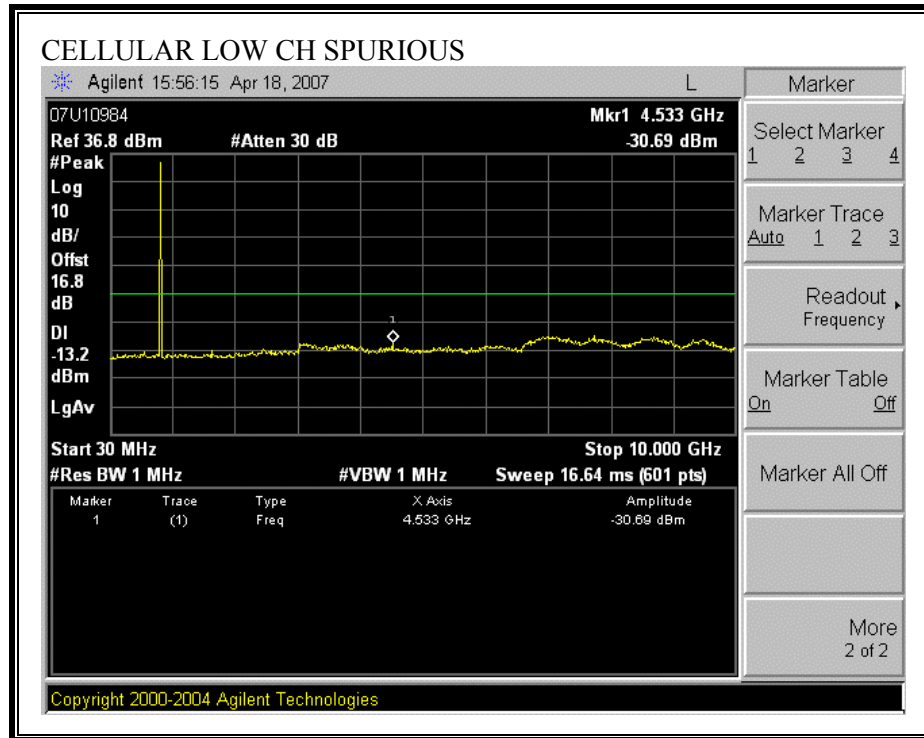 CELLULAR LOW CH SPURIOUS
Agilent 15:56:15 Apr 18, 2007 L
07U10984 Mkr1 4.533 GHz
Ref 36.8 dBm #Atten 30 dB -30.69 dBm
#Peak
Log
10
dB/
Offst
16.8
dB
DI
-13.2
dBm
LgAv
1
Start 30 MHz Stop 10.000 GHz
#Res BW 1 MHz #VBW 1 MHz Sweep 16.64 ms (601 pts)
Marker Trace Type X Axis Amplitude
1 (1) Freq 4.533 GHz -30.69 dBm
Marker
Select Marker
1 2 3 4
Marker Trace
Auto 1 2 3
Readout
Frequency
Marker Table
On Off
Marker All Off
More
2 of 2
Copyright 2000-2004 Agilent Technologies